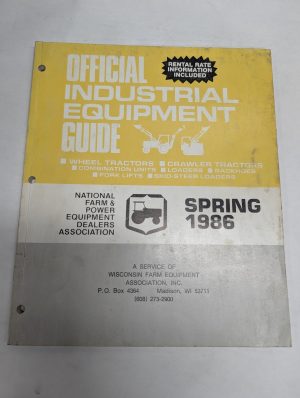 OFFICIAL
INDUSTRIAL
EQUIPMENT
GUIDE
RENTAL RATE
INFORMATION
INCLUDED
■ WHEEL TRACTORS ■ CRAWLER TRACTORS
■ COMBINATION UNITS ■ LOADERS ■ BACKHOES
■ FORK LIFTS ■ SKID-STEER LOADERS
NATIONAL
FARM &
POWER
EQUIPMENT
DEALERS
ASSOCIATION
SPRING
1986
A SERVICE OF
WISCONSIN FARM EQUIPMENT
ASSOCIATION, INC.
P.O. Box 4364 Madison, WI 53711
(608) 273-2900